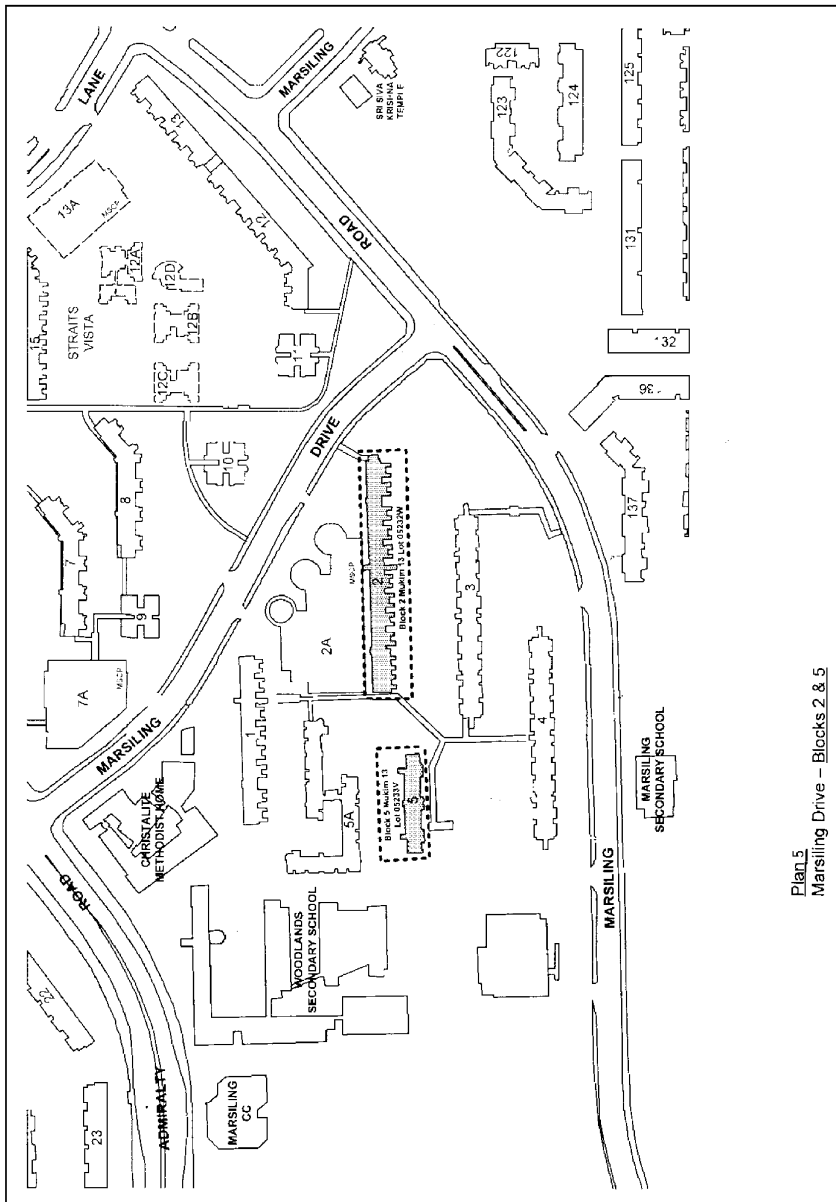 LANE
MARSILING
SRI SIVA
KRISHNA
TEMPLE
13A
MSCP
13
12
ROAD
15
STRAITS
VISTA
12A
12D
12B
12C
11
10
8
7
9
7A
MSCP
DRIVE
MARSILING
122
123
124
125
131
132
136
137
MSCP
2A
2
Block 2 Mukim 13 Lot 05232W
3
1
4
5A
Block 5 Mukim 13
Lot 05233V
5
CHRISTALITE
METHODIST HOME
ROAD
WOODLANDS
SECONDARY SCHOOL
22
23
ADMIRALTY
MARSILING
CC
MARSILING
MARSILING
SECONDARY SCHOOL
Plan 5
Marsiling Drive – Blocks 2 & 5